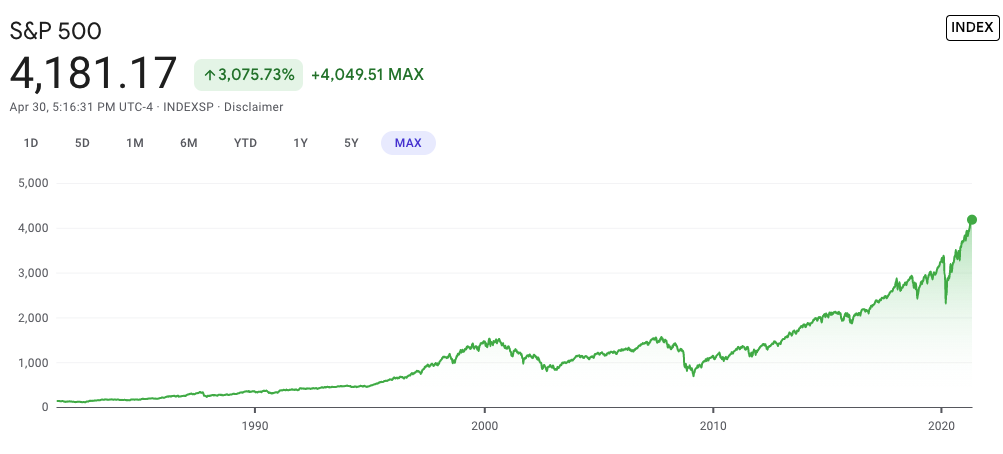 S&P 500
INDEX
4,181.17 ↑3,075.73% +4,049.51 MAX
Apr 30, 5:16:31 PM UTC-4 · INDEXSP · Disclaimer
1D 5D 1M 6M YTD 1Y 5Y MAX
5,000
4,000
3,000
2,000
1,000
0
1990 2000 2010 2020